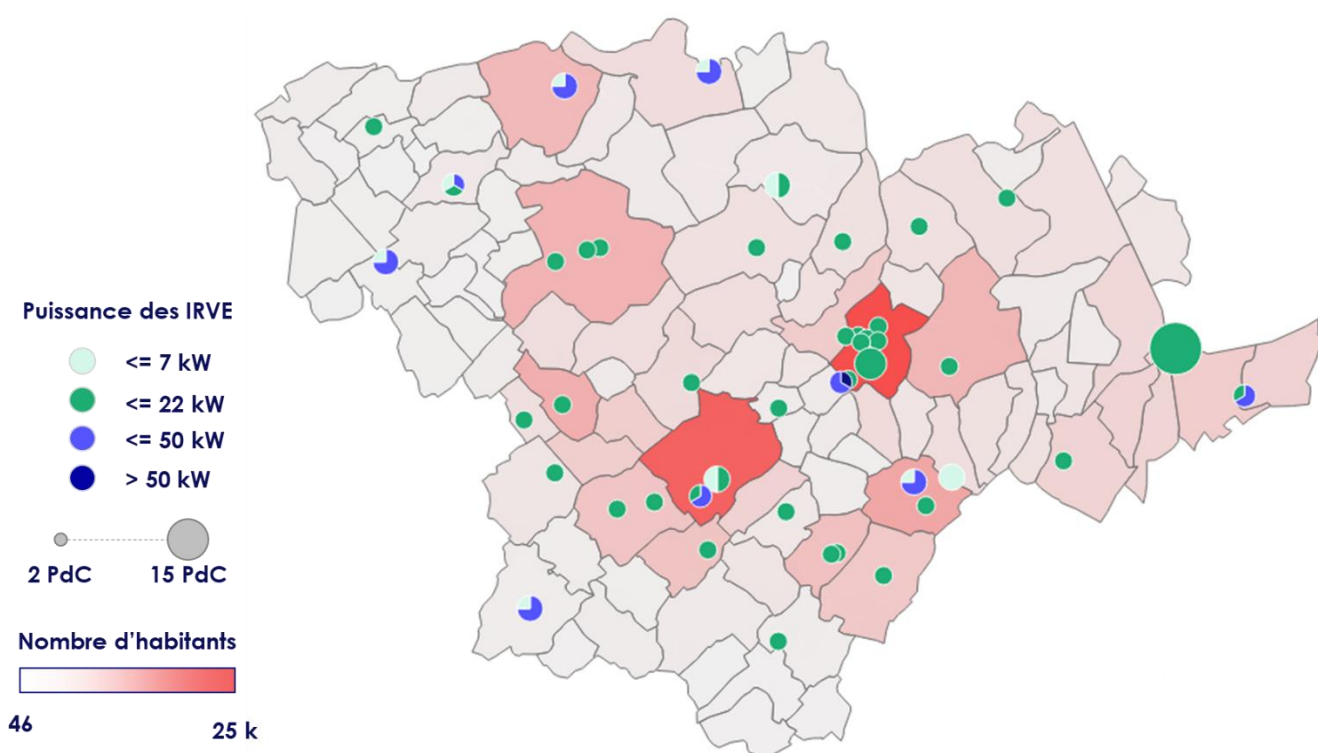 Puissance des IRVE
<= 7 kW
<= 22 kW
<= 50 kW
> 50 kW
2 PdC 15 PdC
Nombre d'habitants
46 25 k